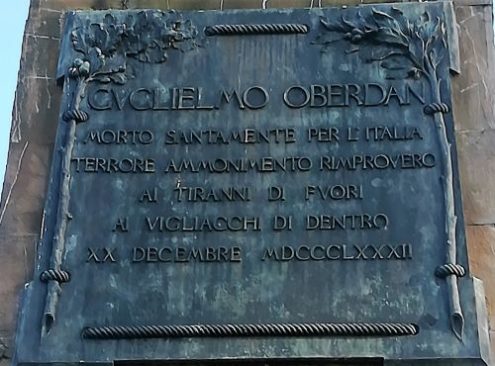 GVGLIELMO OBERDAN
MORTO SANTAMENTE PER L'ITALIA
TERRORE AMMONIMENTO RIMPROVERO
AI TIRANNI DI FVORI
AI VIGLIACCHI DI DENTRO
XX DECEMBRE MDCCCLXXXII